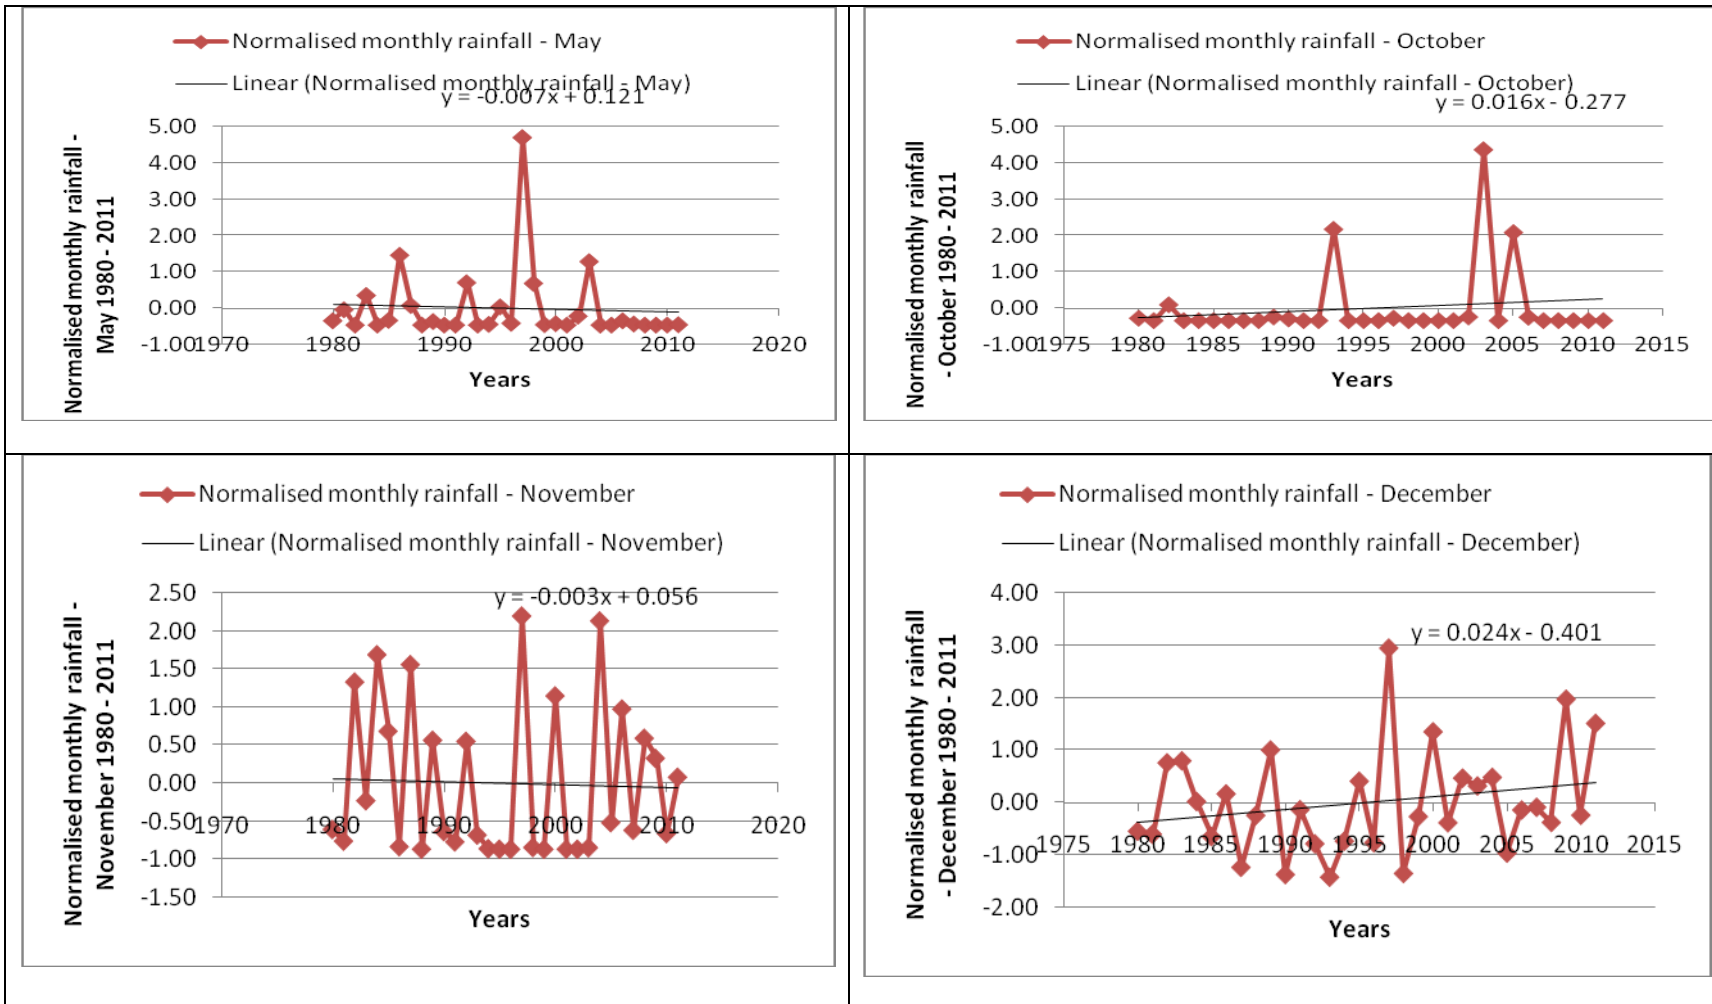 Normalised monthly rainfall - May
Linear (Normalised monthly rainfall - May)
y = -0.007x + 0.121
Normalised monthly rainfall -
May 1980 - 2011
5.00
4.00
3.00
2.00
1.00
0.00
-1.00
1970 1980 1990 2000 2010 2020
Years
Normalised monthly rainfall - October
Linear (Normalised monthly rainfall - October)
y = 0.016x - 0.277
Normalised monthly rainfall
- October 1980 - 2011
5.00
4.00
3.00
2.00
1.00
0.00
-1.00
1975 1980 1985 1990 1995 2000 2005 2010 2015
Years
Normalised monthly rainfall - November
Linear (Normalised monthly rainfall - November)
y = -0.003x + 0.056
Normalised monthly rainfall -
November 1980 - 2011
2.50
2.00
1.50
1.00
0.50
0.00
-0.50
-1.00
-1.50
1970 1980 1990 2000 2010 2020
Years
Normalised monthly rainfall - December
Linear (Normalised monthly rainfall - December)
y = 0.024x - 0.401
Normalised monthly rainfall
- December 1980 - 2011
4.00
3.00
2.00
1.00
0.00
-1.00
-2.00
1975 1980 1985 1990 1995 2000 2005 2010 2015
Years